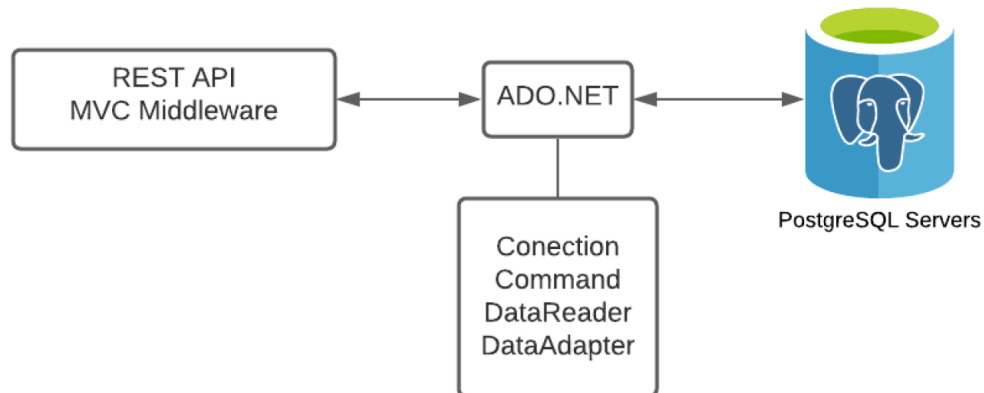 REST API
MVC Middleware
ADO.NET
PostgreSQL Servers
Conection
Command
DataReader
DataAdapter